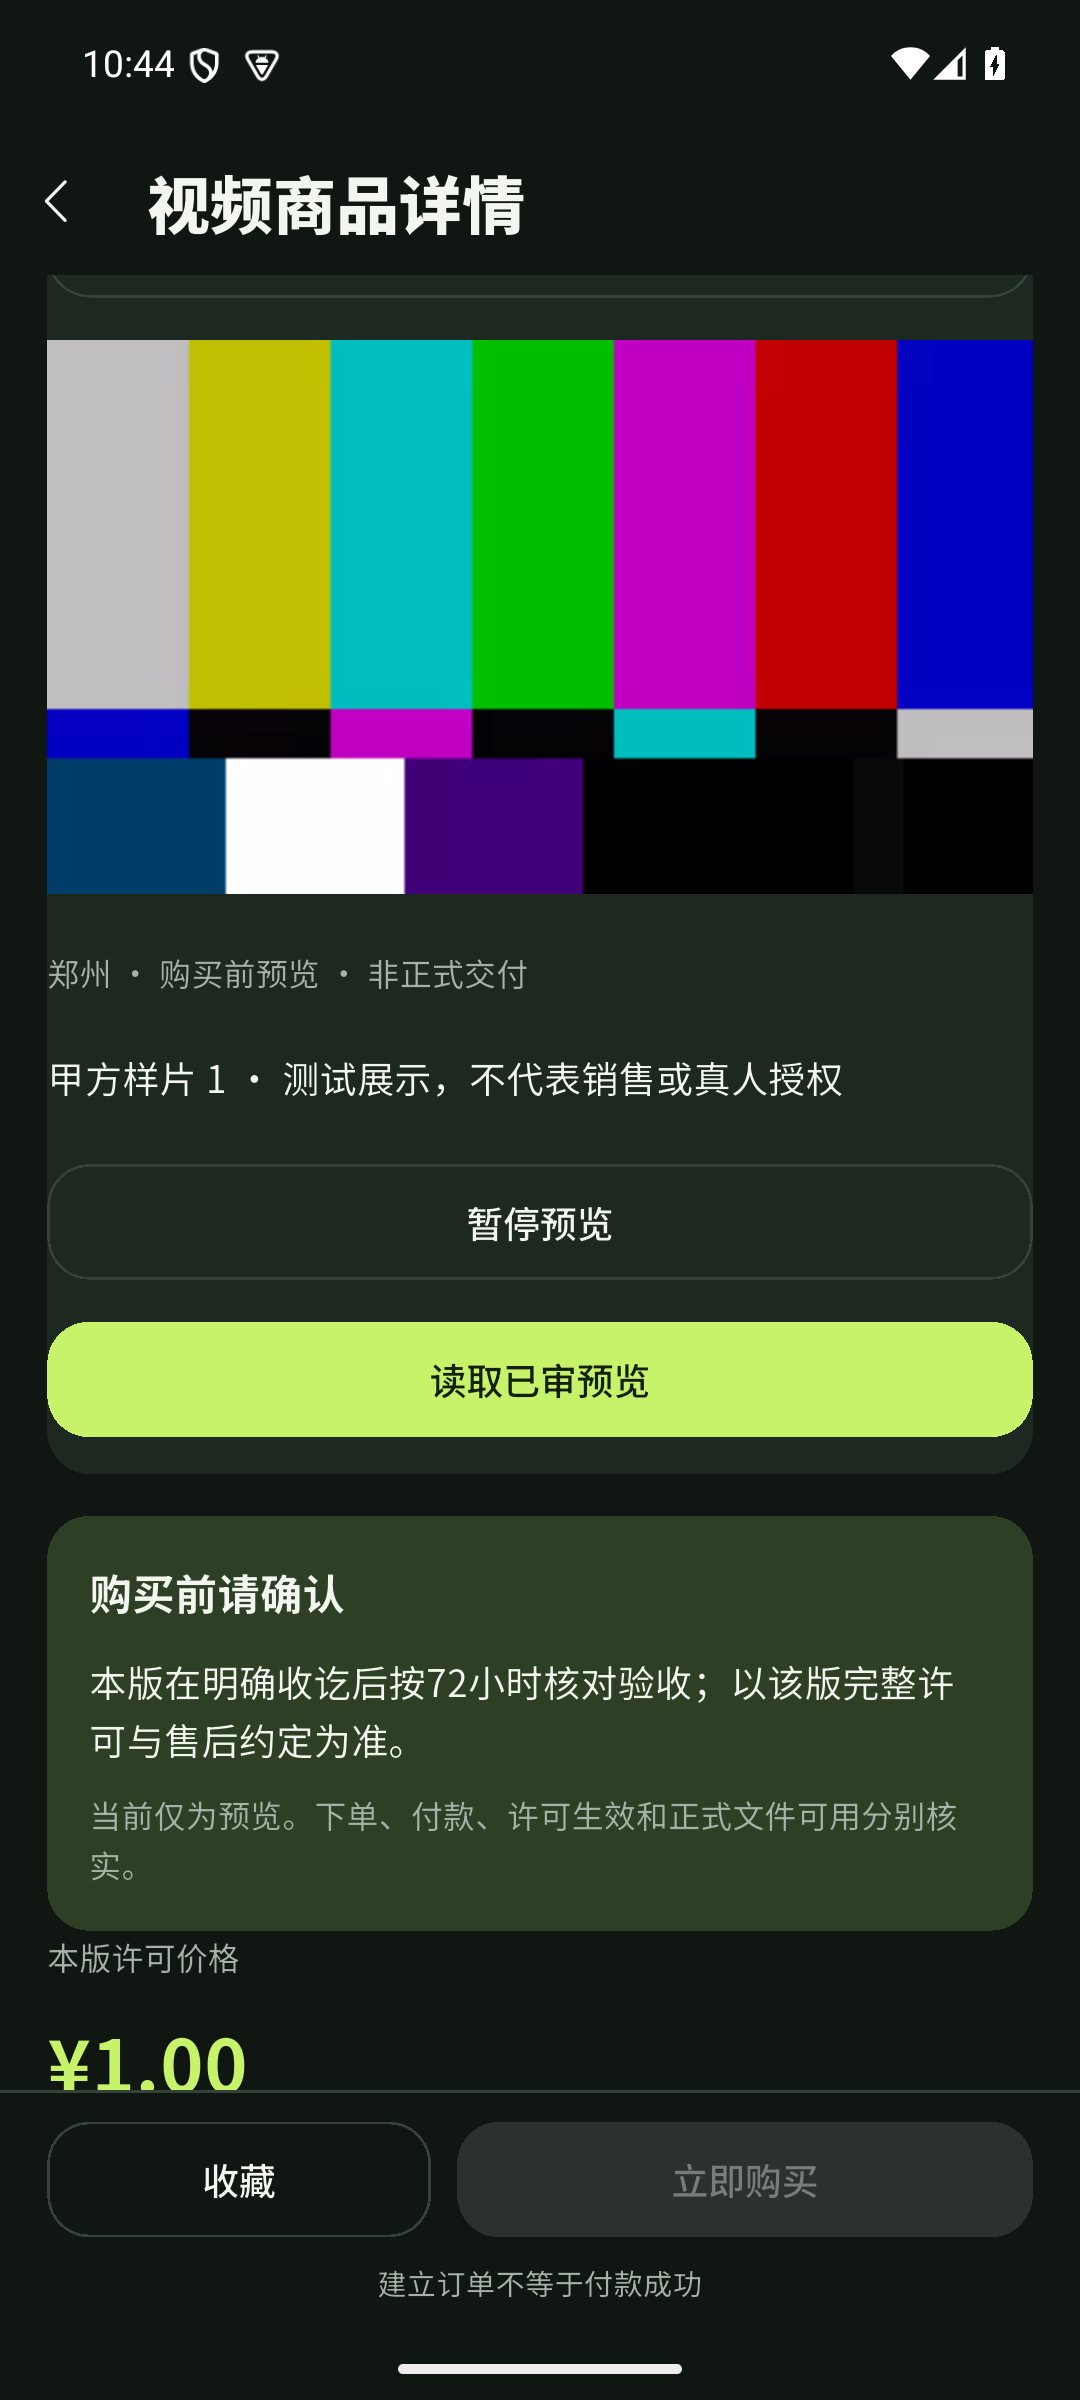 10:44
视频商品详情
郑州 · 购买前预览 · 非正式交付
甲方样片 1 · 测试展示，不代表销售或真人授权
暂停预览
读取已审预览
购买前请确认
本版在明确收讫后按72小时核对验收；以该版完整许
可与售后约定为准。
当前仅为预览。下单、付款、许可生效和正式文件可用分别核
实。
本版许可价格
¥1.00
收藏
立即购买
建立订单不等于付款成功